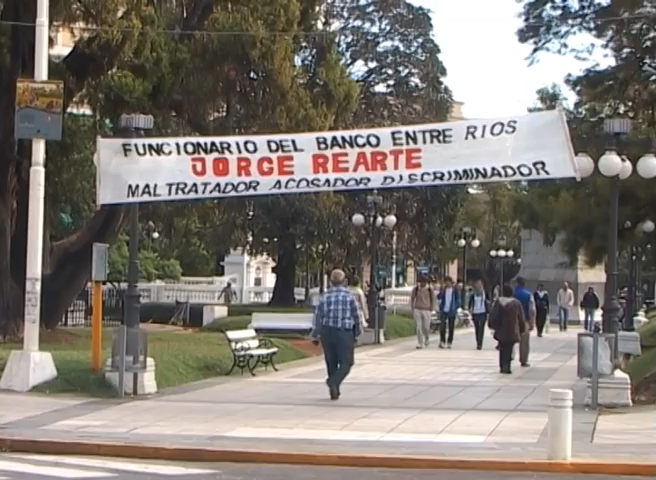 FUNCIONARIO DEL BANCO ENTRE RIOS
JORGE REARTE
MALTRATADOR ACOSADOR DISCRIMINADOR